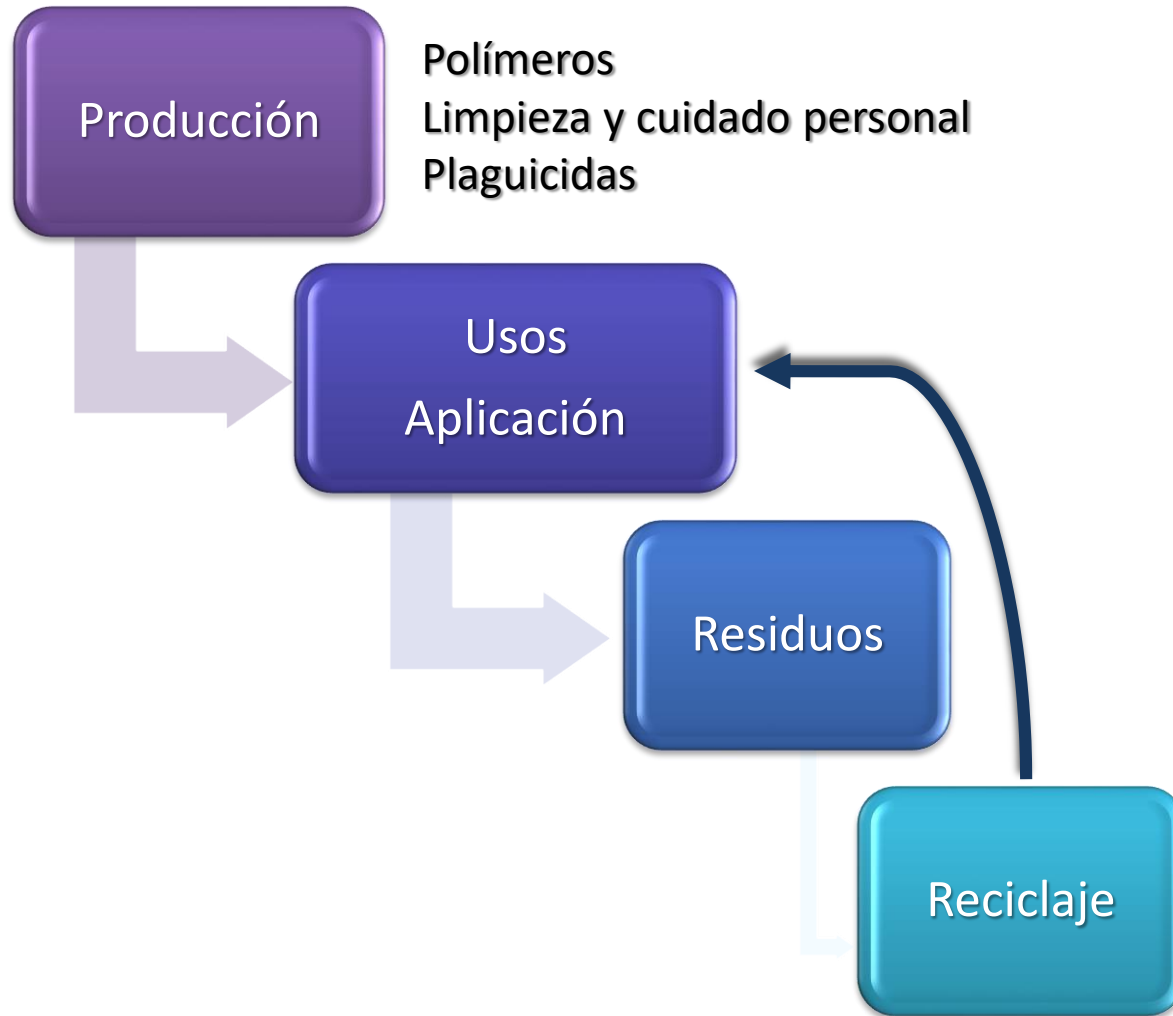 Producción
Polímeros
Limpieza y cuidado personal
Plaguicidas
Usos
Aplicación
Residuos
Reciclaje